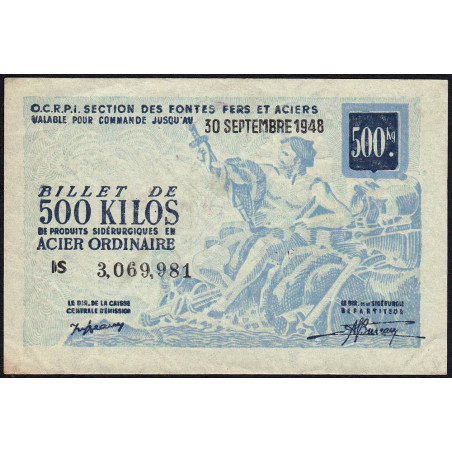 O.C.R.P.I. SECTION DES FONTES FERS ET ACIERS
VALABLE POUR COMMANDE JUSQU'AU 30 SEPTEMBRE 1948
500 Kg.
BILLET DE
500 KILOS
DE PRODUITS SIDÉRURGIQUES EN
ACIER ORDINAIRE
IS 3,069,981
LE DIR. DE LA CAISSE
CENTRALE D'ÉMISSION
LE DIR. DE LA SIDÉRURGIE
RÉPARTITEUR